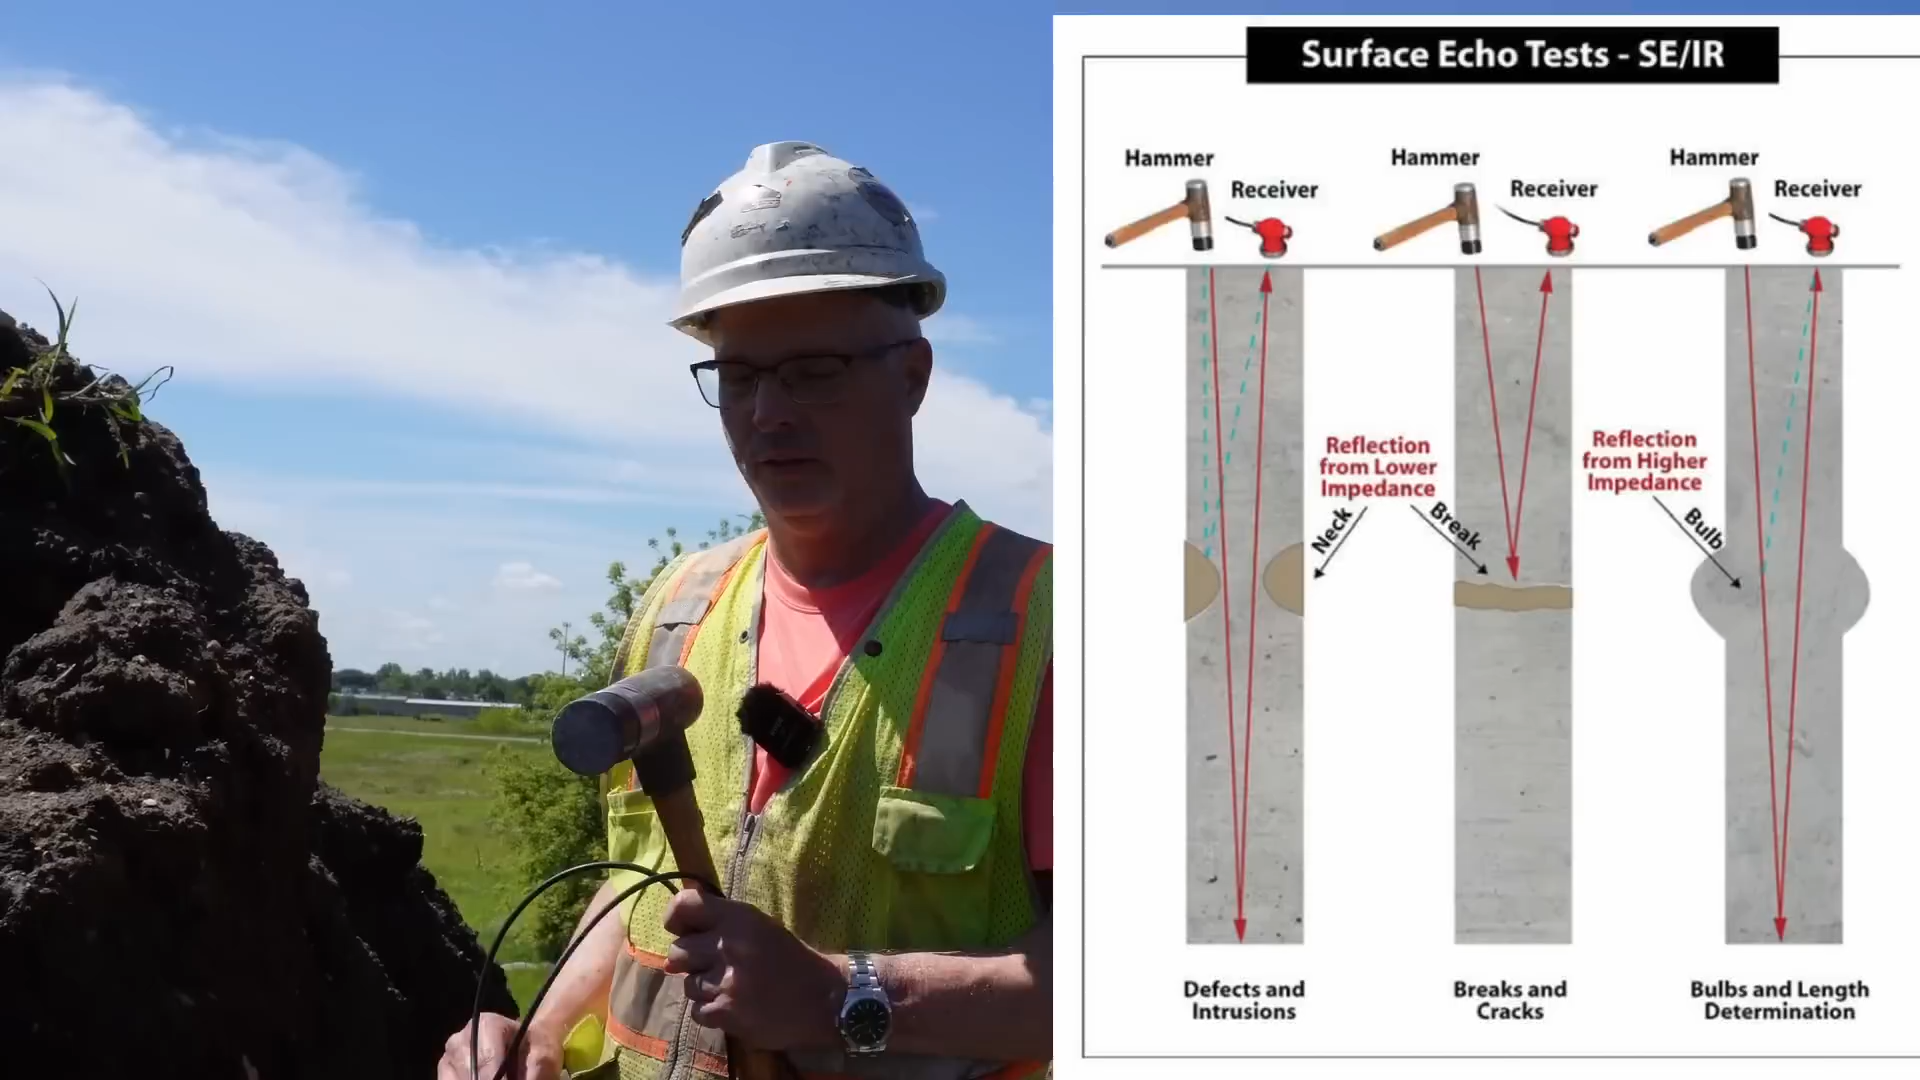 Surface Echo Tests - SE/IR
Hammer
Receiver
Hammer
Receiver
Hammer
Receiver
Reflection
from Lower
Impedance
Neck
Break
Reflection
from Higher
Impedance
Bulb
Defects and
Intrusions
Breaks and
Cracks
Bulbs and Length
Determination